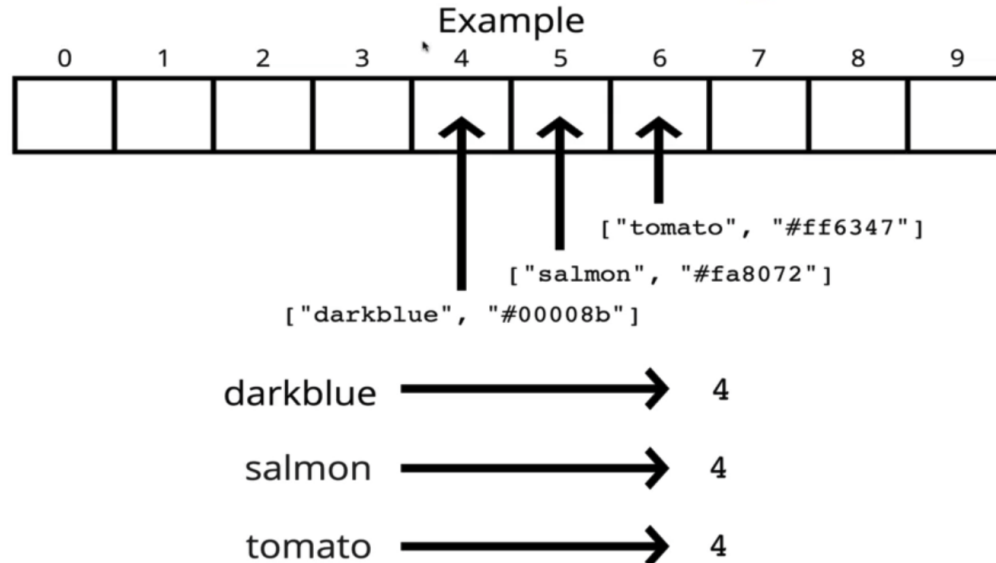 Example
0 1 2 3 4 5 6 7 8 9
["tomato", "#ff6347"]
["salmon", "#fa8072"]
["darkblue", "#00008b"]
darkblue 4
salmon 4
tomato 4